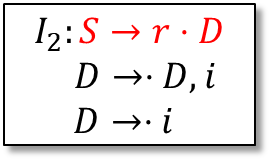 I₂: S → r · D
D →· D, i
D →· i